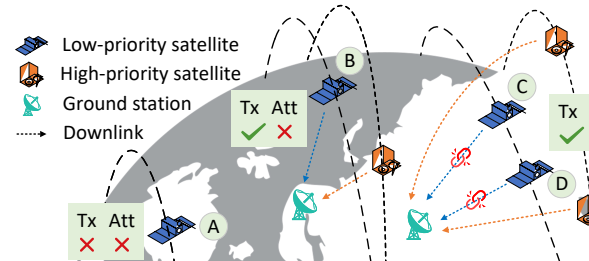 Low-priority satellite
High-priority satellite
Ground station
Downlink
B
Tx Att
C
Tx
D
A
Tx Att